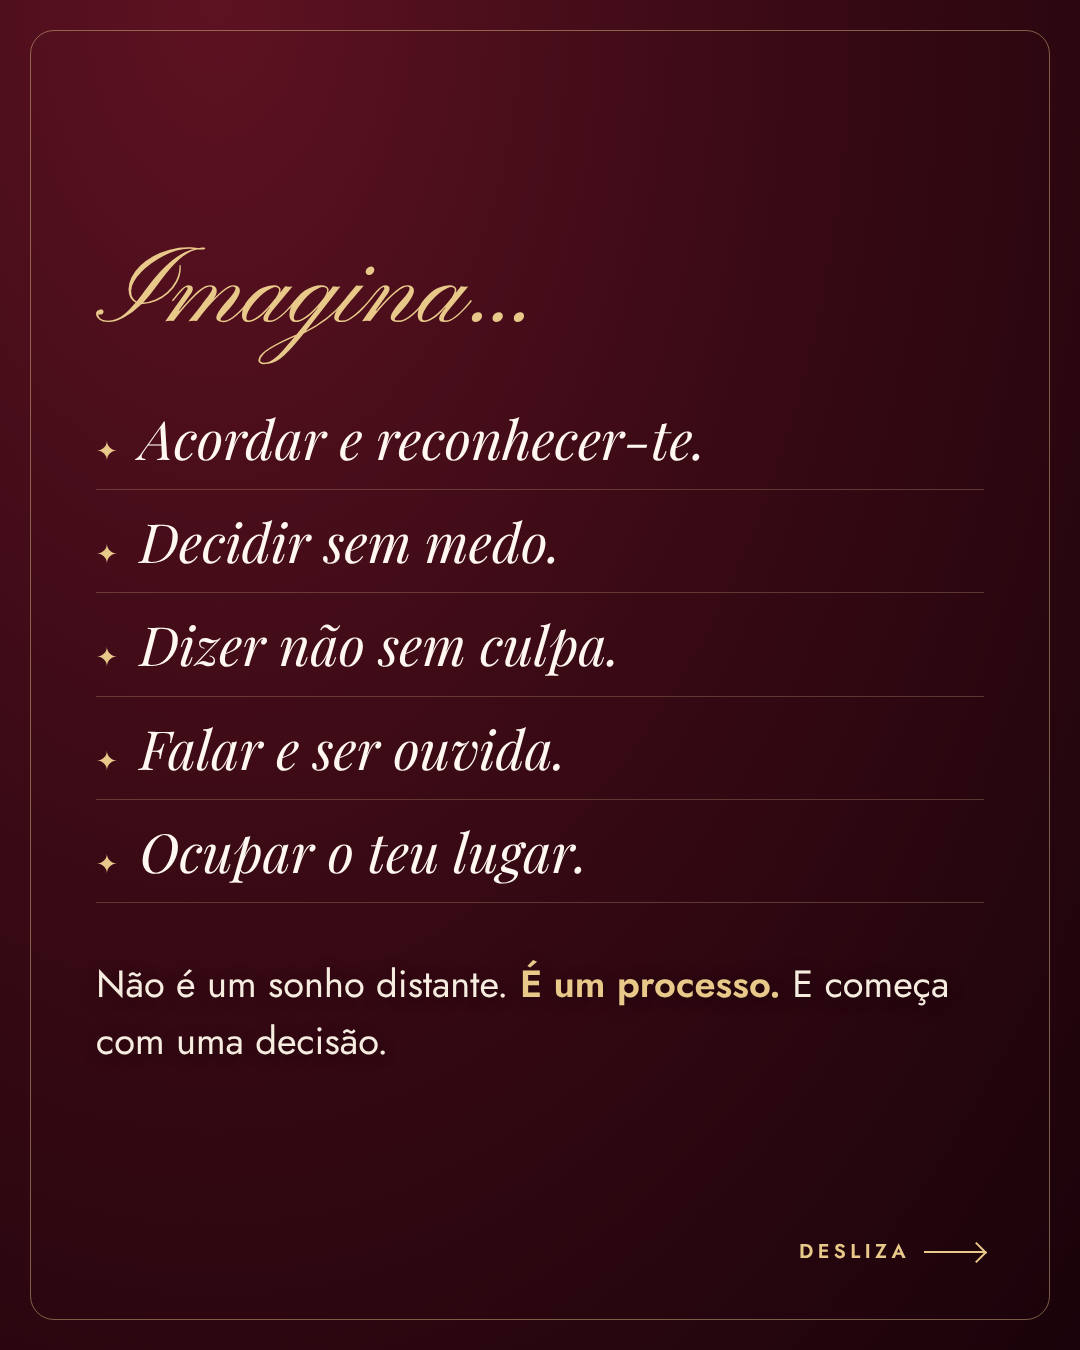 Imagina...
Acordar e reconhecer-te.
Decidir sem medo.
Dizer não sem culpa.
Falar e ser ouvida.
Ocupar o teu lugar.
Não é um sonho distante. É um processo. E começa
com uma decisão.
DESLIZA